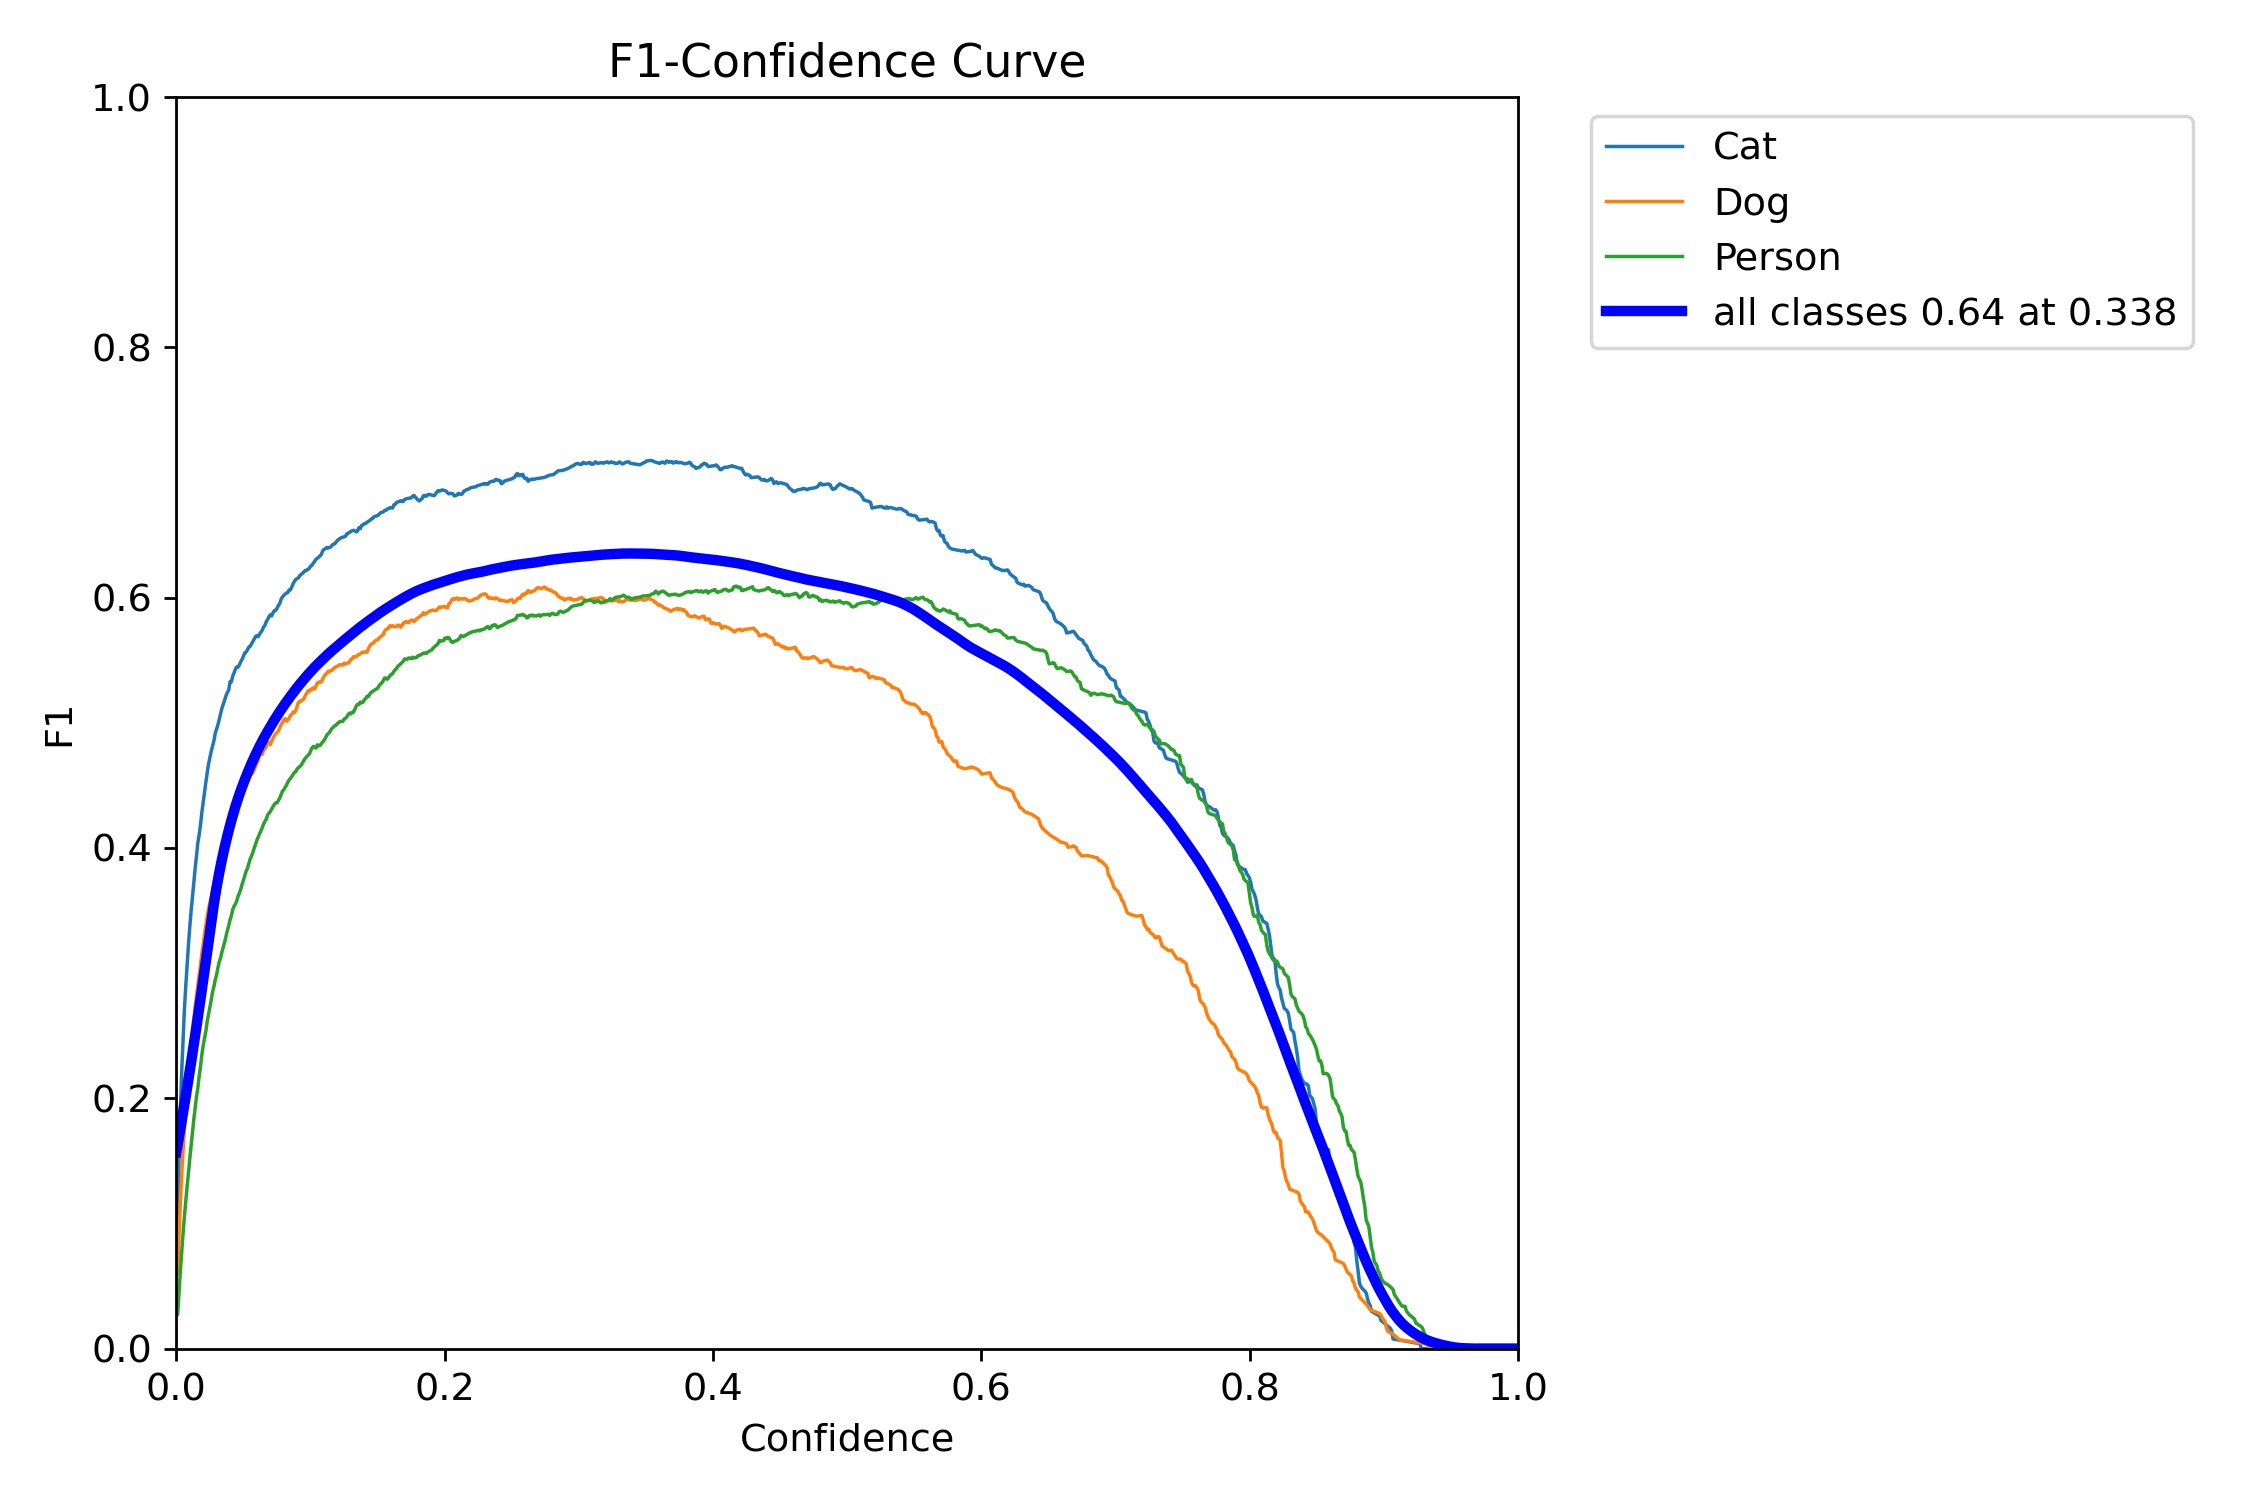 F1-Confidence Curve
1.0
0.8
0.6
0.4
0.2
0.0
F1
0.0 0.2 0.4 0.6 0.8 1.0
Confidence
Cat
Dog
Person
all classes 0.64 at 0.338